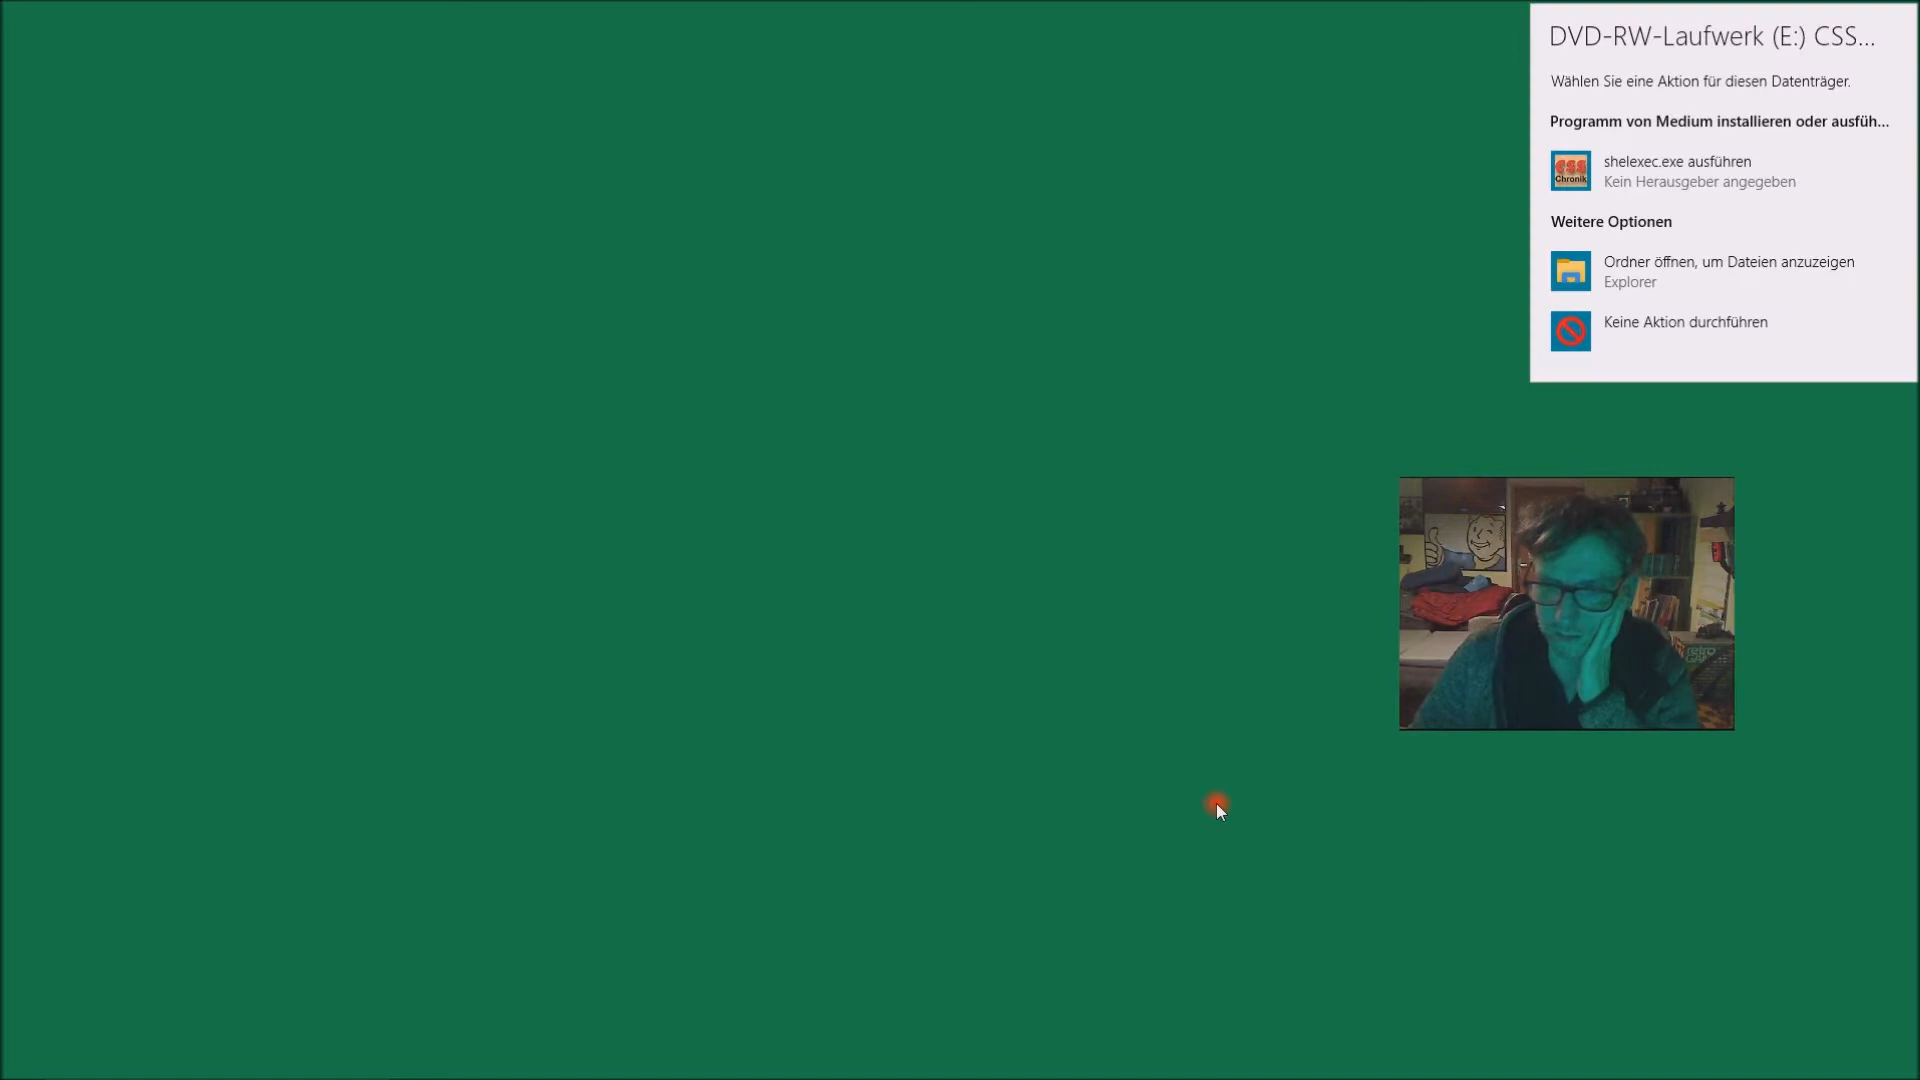 DVD-RW-Laufwerk (E:) CSS...
Wählen Sie eine Aktion für diesen Datenträger.
Programm von Medium installieren oder ausfüh...
CSS
Chronik
shelexec.exe ausführen
Kein Herausgeber angegeben
Weitere Optionen
Ordner öffnen, um Dateien anzuzeigen
Explorer
Keine Aktion durchführen
retro